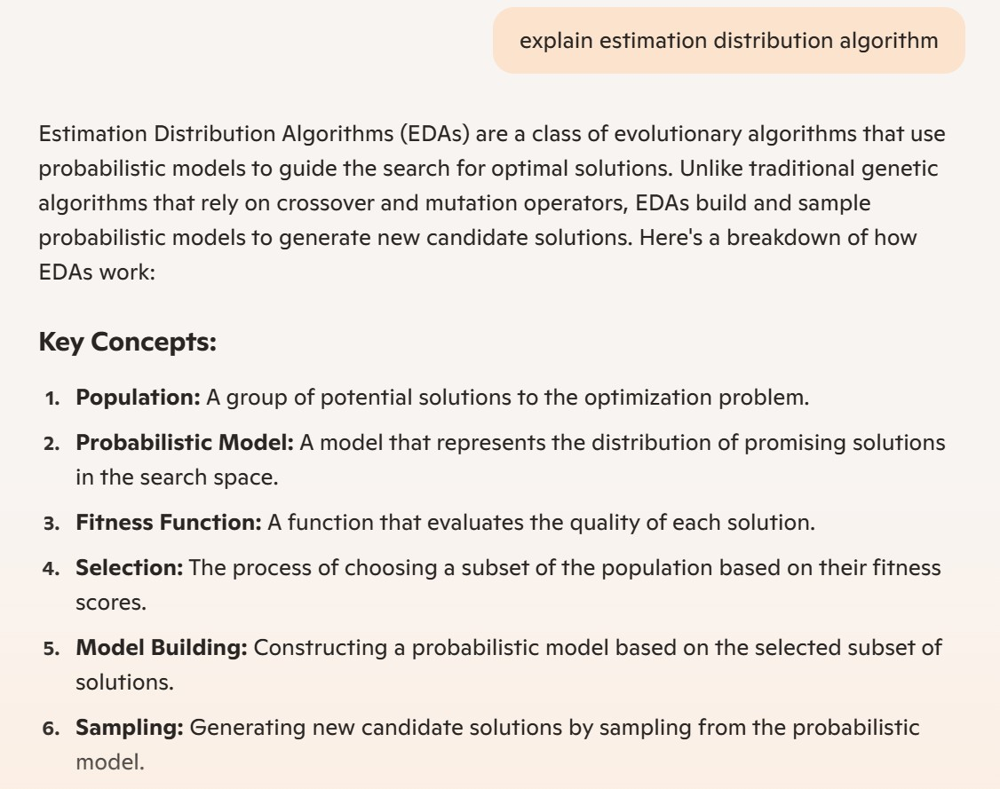 explain estimation distribution algorithm
Estimation Distribution Algorithms (EDAs) are a class of evolutionary algorithms that use
probabilistic models to guide the search for optimal solutions. Unlike traditional genetic
algorithms that rely on crossover and mutation operators, EDAs build and sample
probabilistic models to generate new candidate solutions. Here's a breakdown of how
EDAs work:
Key Concepts:
1. Population: A group of potential solutions to the optimization problem.
2. Probabilistic Model: A model that represents the distribution of promising solutions
in the search space.
3. Fitness Function: A function that evaluates the quality of each solution.
4. Selection: The process of choosing a subset of the population based on their fitness
scores.
5. Model Building: Constructing a probabilistic model based on the selected subset of
solutions.
6. Sampling: Generating new candidate solutions by sampling from the probabilistic
model.